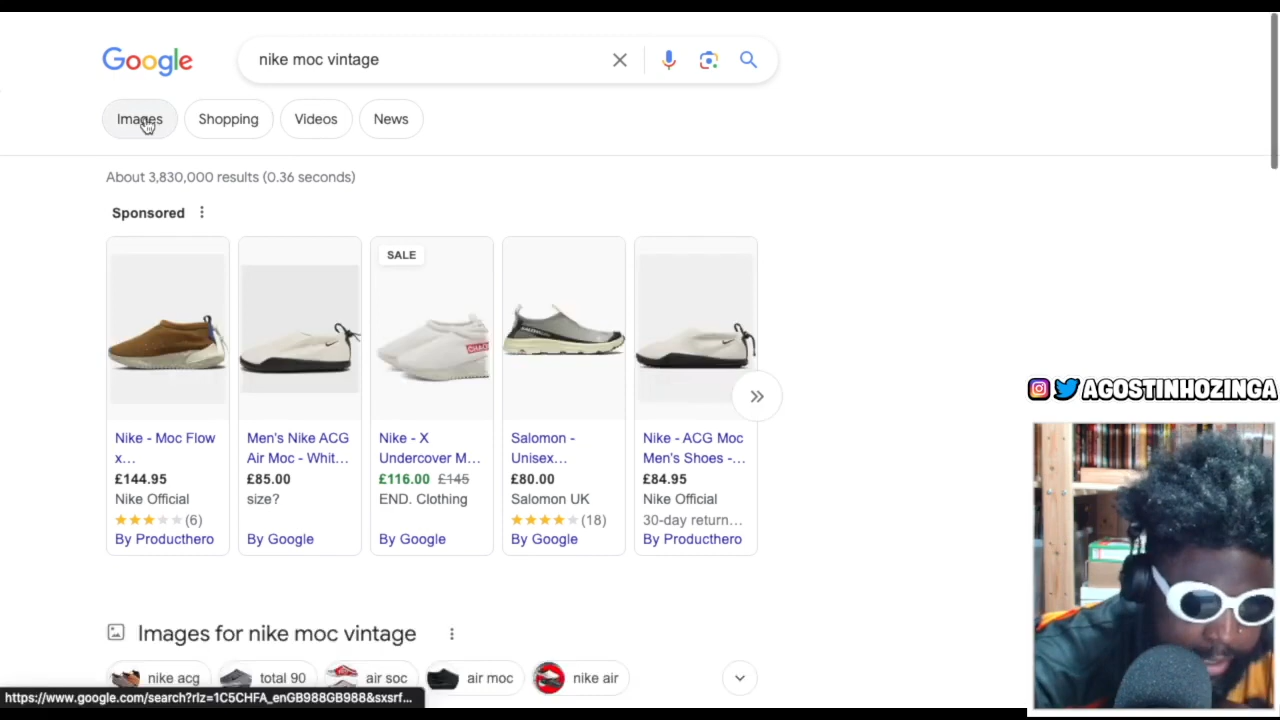 Google
nike moc vintage
Images
Shopping
Videos
News
About 3,830,000 results (0.36 seconds)
Sponsored
Nike - Moc Flow
x...
£144.95
Nike Official
(6)
By Producthero
Men's Nike ACG
Air Moc - Whit...
£85.00
size?
By Google
SALE
Nike - X
Undercover M...
£116.00 £145
END. Clothing
By Google
Salomon -
Unisex...
£80.00
Salomon UK
(18)
By Google
Nike - ACG Moc
Men's Shoes -...
£84.95
Nike Official
30-day return...
By Producthero
Images for nike moc vintage
nike acg
total 90
air soc
air moc
nike air
https://www.google.com/search?rlz=1C5CHFA_enGB988GB988&sxsrf...
AGOSTINHOZINGA